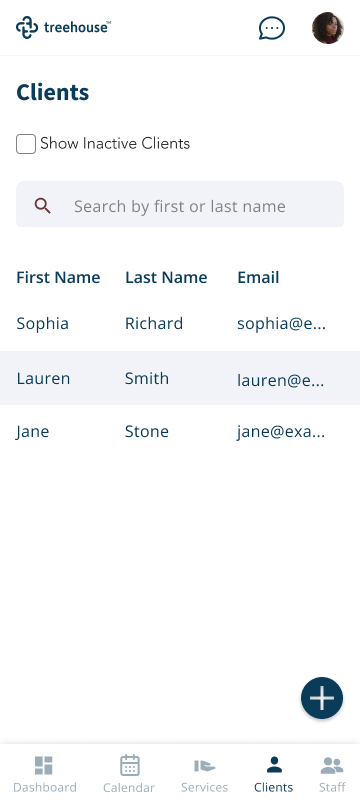 treehouse™
Clients
Show Inactive Clients
Search by first or last name
First Name Last Name Email
Sophia Richard sophia@e...
Lauren Smith lauren@e...
Jane Stone jane@exa...
Dashboard Calendar Services Clients Staff